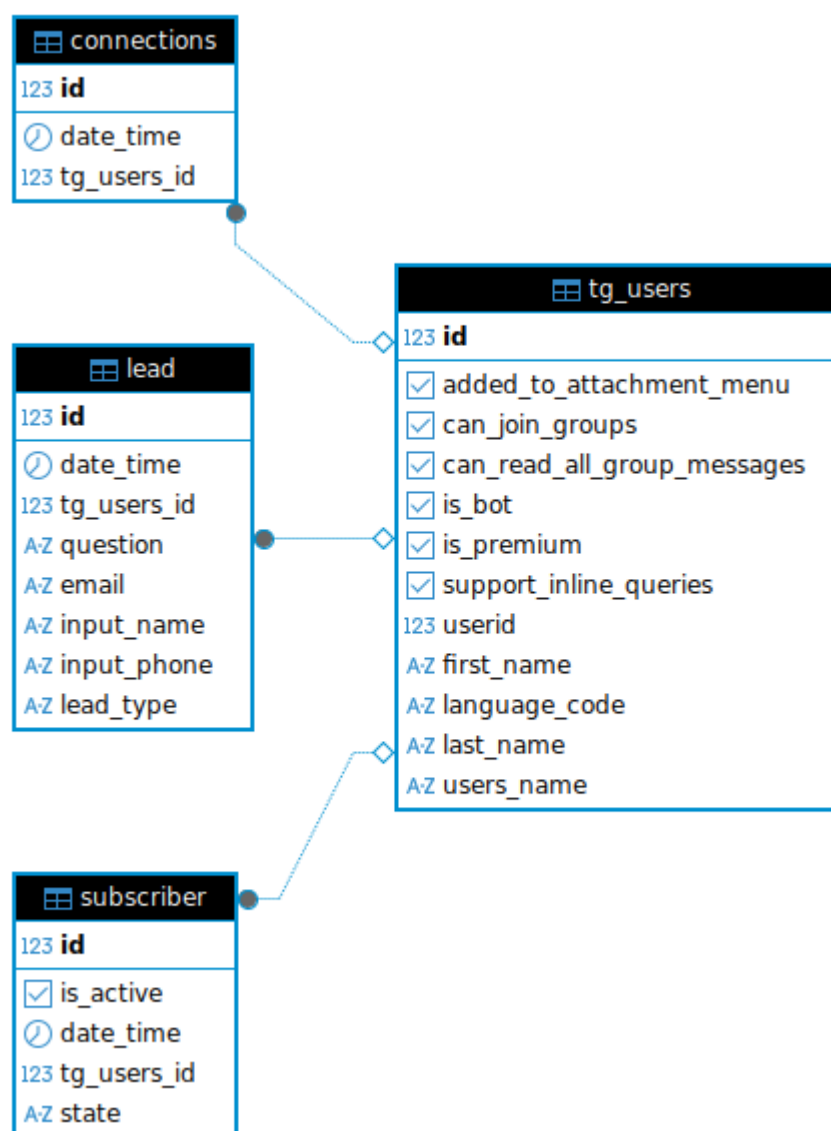 connections
123 id
date_time
123 tg_users_id
lead
123 id
date_time
123 tg_users_id
A-Z question
A-Z email
A-Z input_name
A-Z input_phone
A-Z lead_type
tg_users
123 id
added_to_attachment_menu
can_join_groups
can_read_all_group_messages
is_bot
is_premium
support_inline_queries
123 userid
A-Z first_name
A-Z language_code
A-Z last_name
A-Z users_name
subscriber
123 id
is_active
date_time
123 tg_users_id
A-Z state